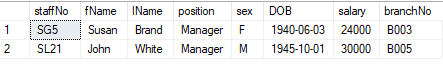 staffNo fName lName position sex DOB salary branchNo
1 SG5 Susan Brand Manager F 1940-06-03 24000 B003
2 SL21 John White Manager M 1945-10-01 30000 B005